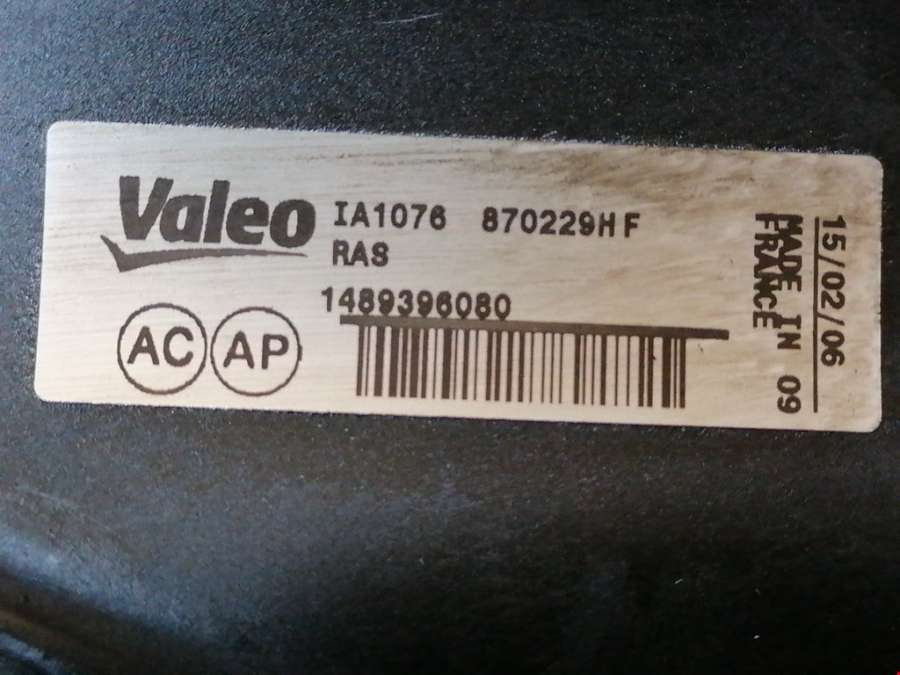 Valeo IA1076 870229HF
RAS
1489396080
AC AP
15/02/06
MADE IN 09
FRANCE